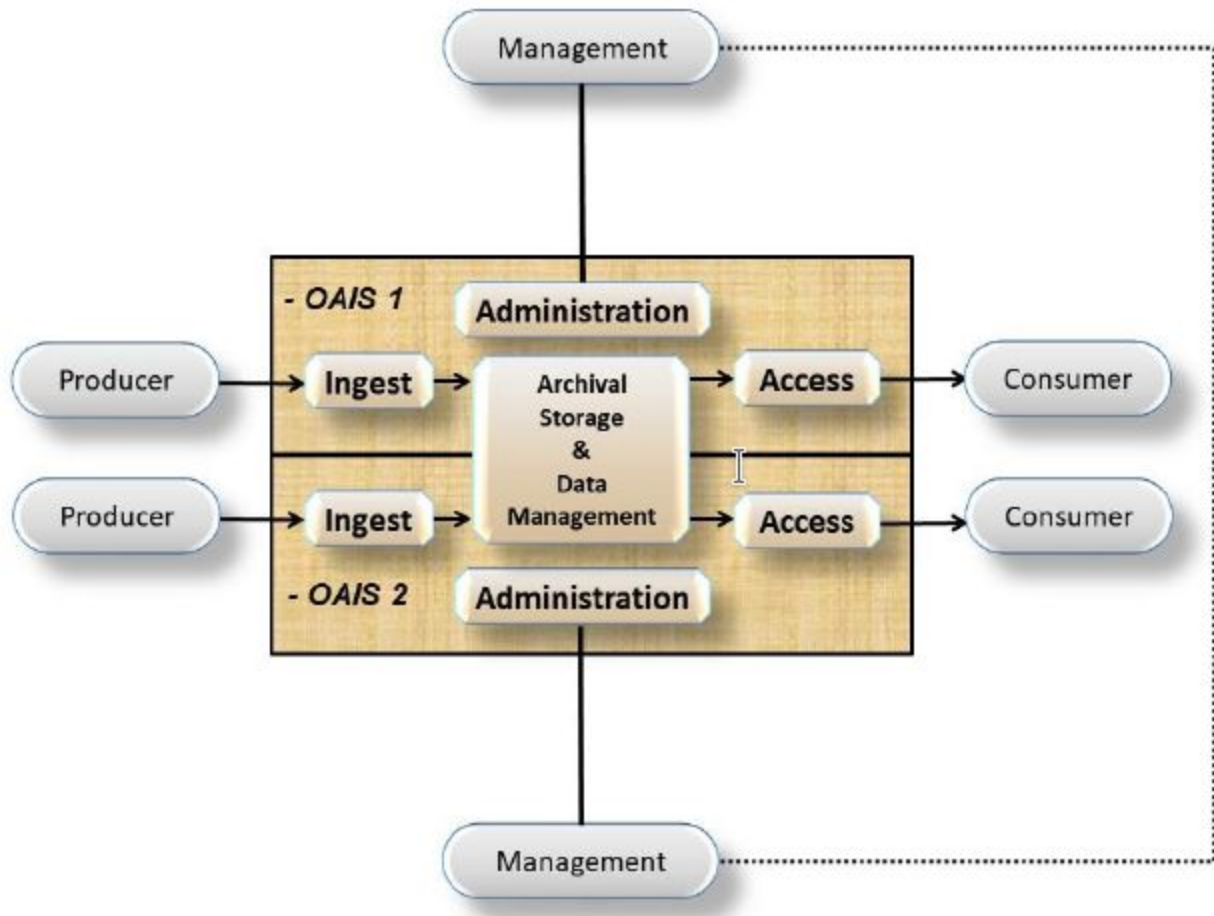 Management
- OAIS 1
Administration
Producer
Ingest
Archival
Storage
&
Data
Management
Access
Consumer
Producer
Ingest
Access
Consumer
- OAIS 2
Administration
Management